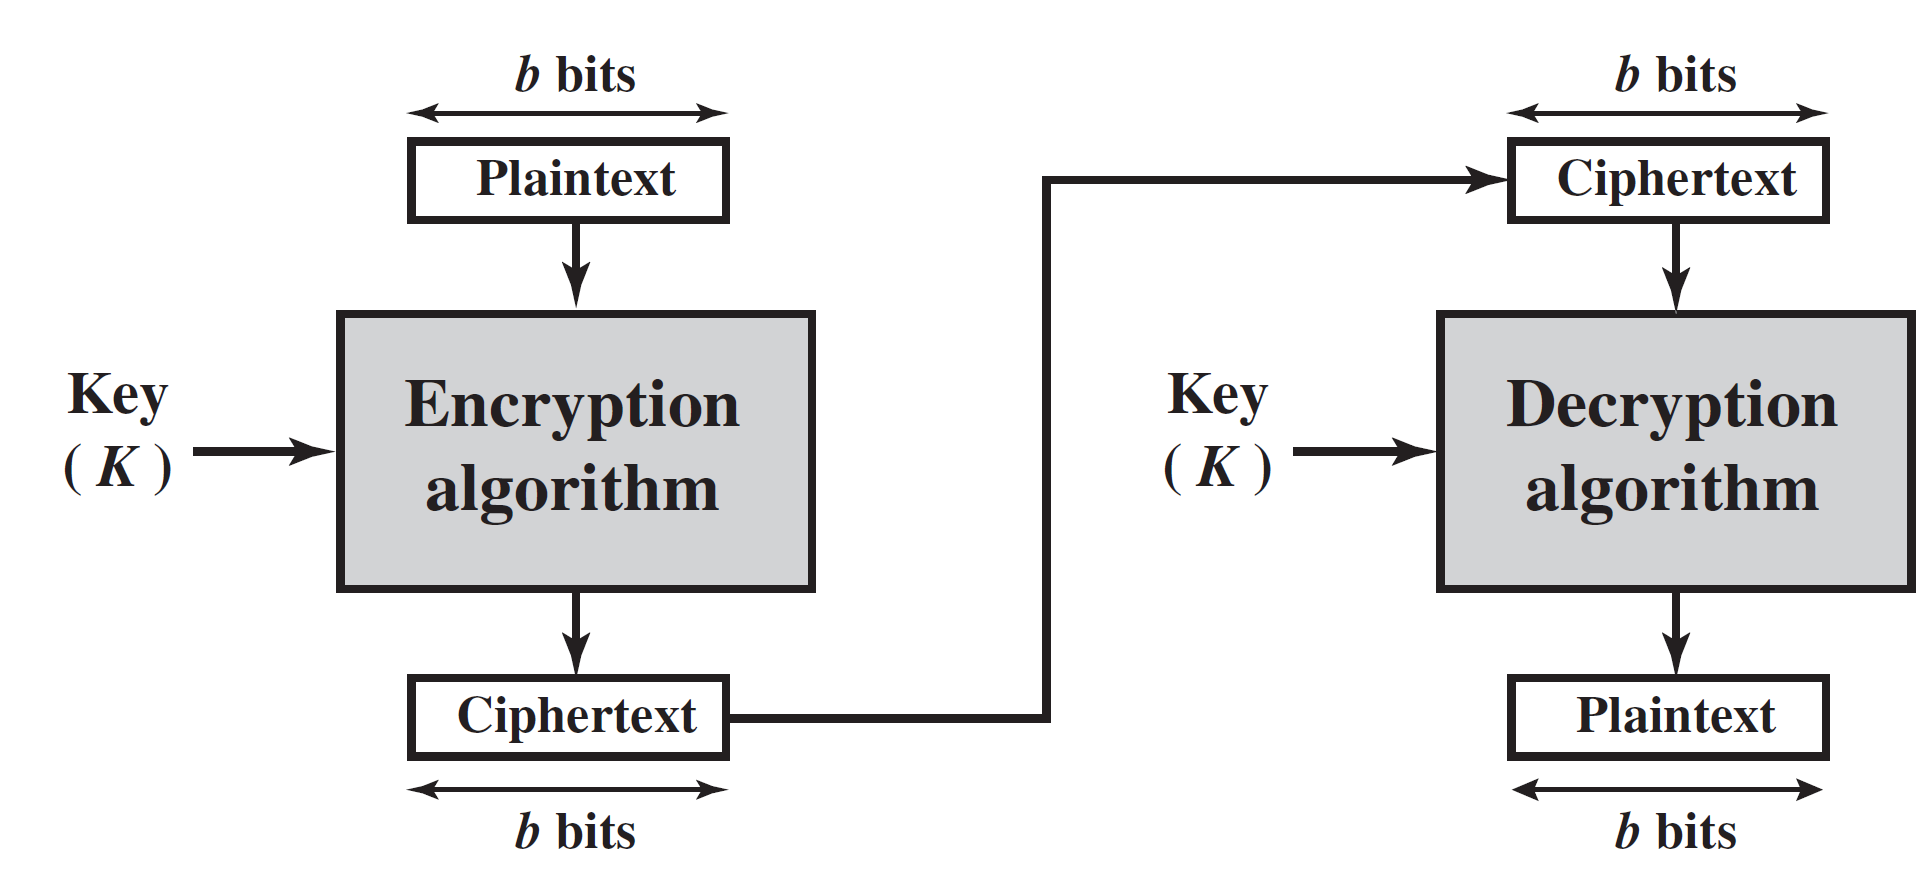 b bits
Plaintext
Key
( K )
Encryption
algorithm
Ciphertext
b bits
b bits
Ciphertext
Key
( K )
Decryption
algorithm
Plaintext
b bits